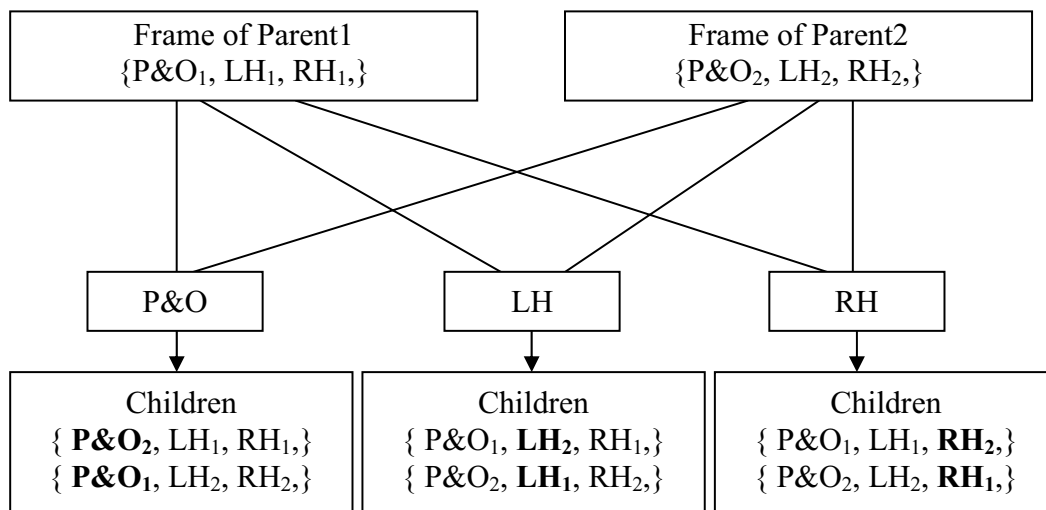 Frame of Parent1
{P&O₁, LH₁, RH₁,}
Frame of Parent2
{P&O₂, LH₂, RH₂,}
P&O
LH
RH
Children
{ P&O₂, LH₁, RH₁,}
{ P&O₁, LH₂, RH₂,}
Children
{ P&O₁, LH₂, RH₁,}
{ P&O₂, LH₁, RH₂,}
Children
{ P&O₁, LH₁, RH₂,}
{ P&O₂, LH₂, RH₁,}